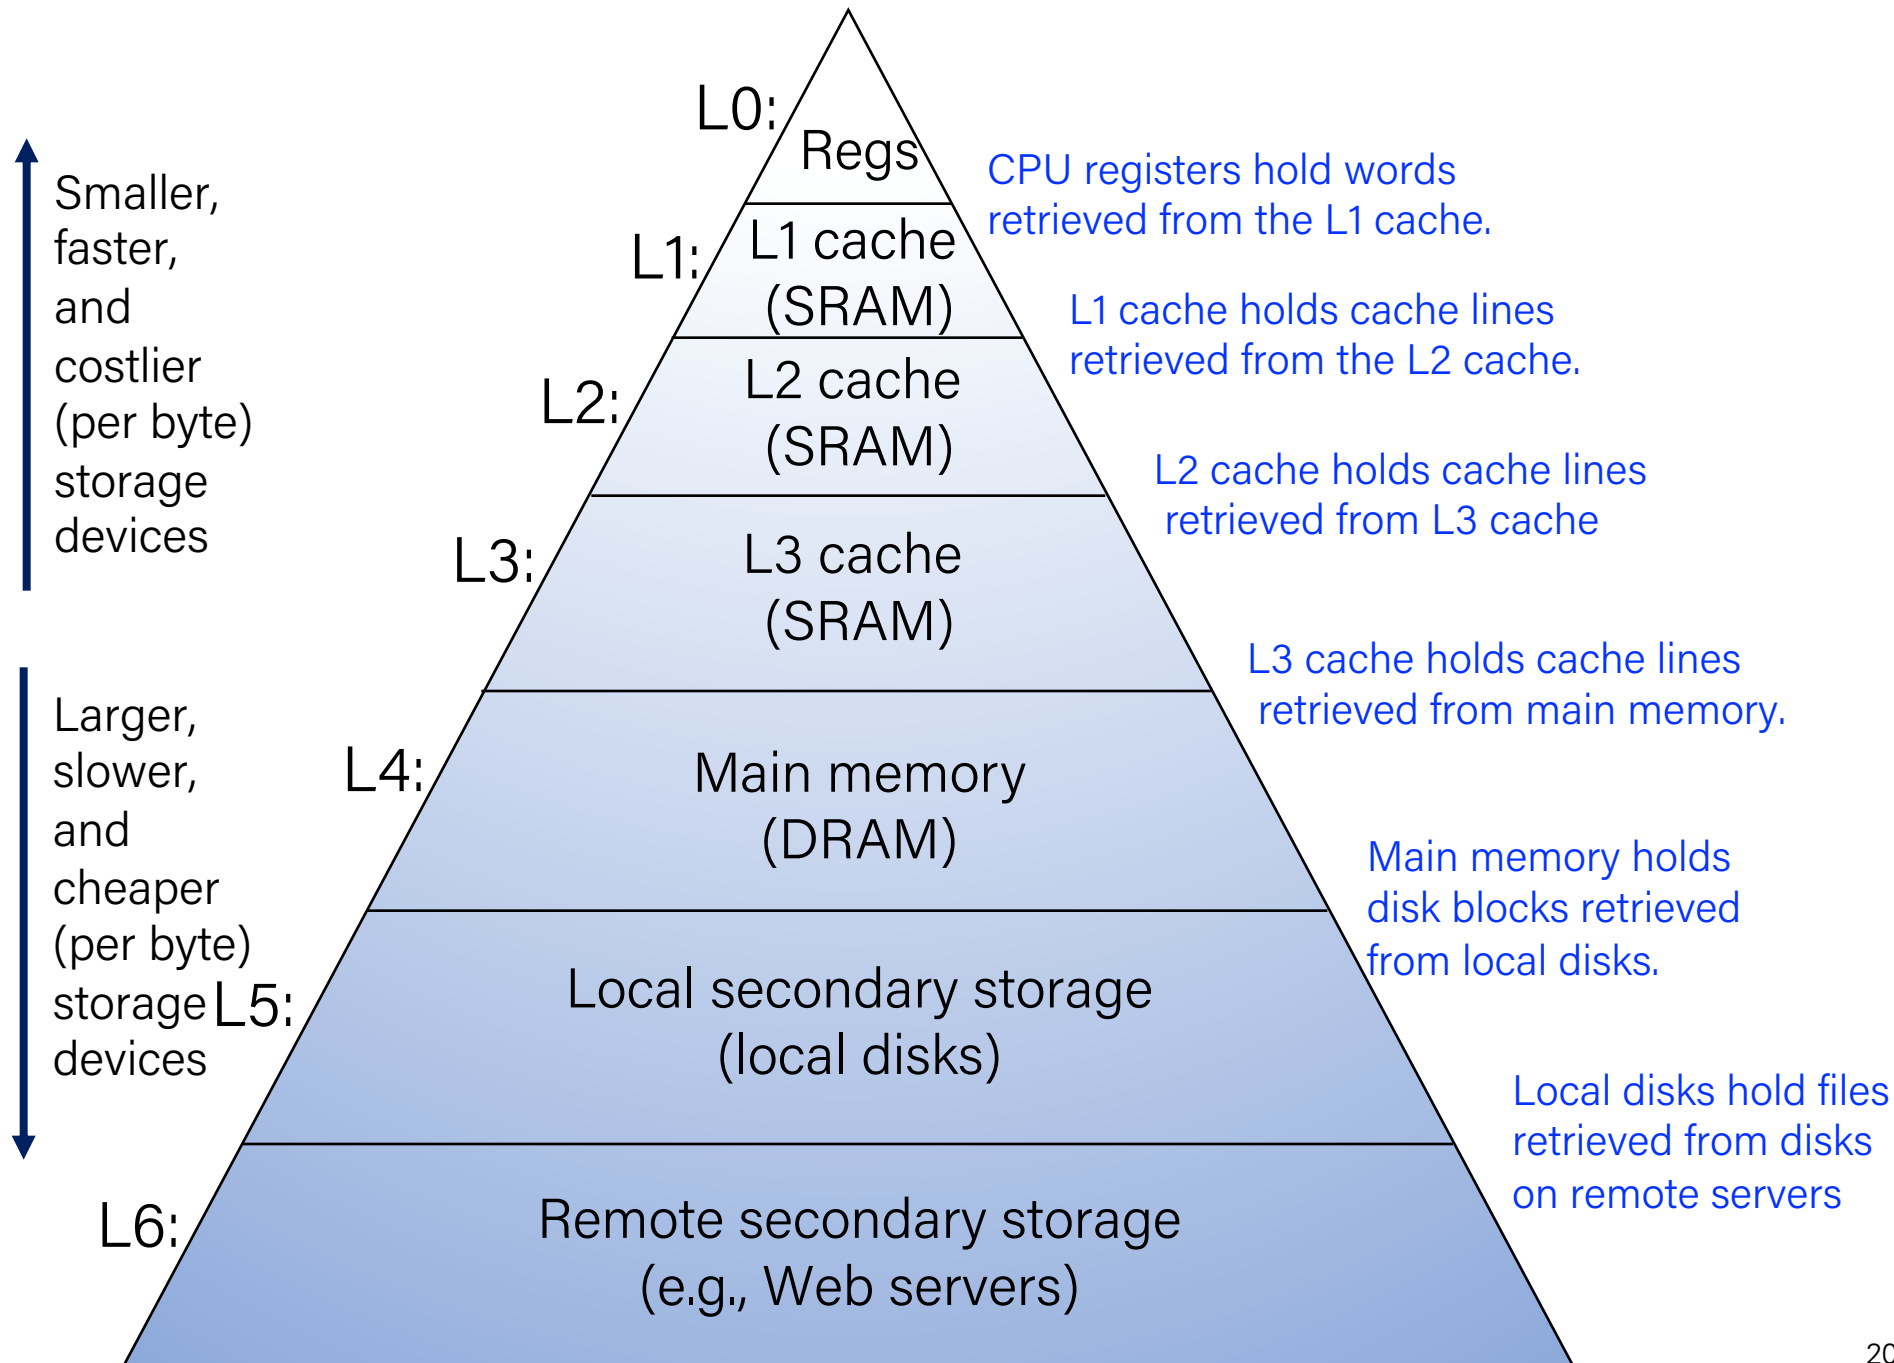 L0:
Regs
CPU registers hold words
retrieved from the L1 cache.
Smaller,
faster,
and
costlier
(per byte)
storage
devices
L1:
L1 cache
(SRAM)
L1 cache holds cache lines
retrieved from the L2 cache.
L2:
L2 cache
(SRAM)
L2 cache holds cache lines
retrieved from L3 cache
L3:
L3 cache
(SRAM)
L3 cache holds cache lines
retrieved from main memory.
Larger,
slower,
and
cheaper
(per byte)
storage
devices
L4:
Main memory
(DRAM)
Main memory holds
disk blocks retrieved
from local disks.
L5:
Local secondary storage
(local disks)
Local disks hold files
retrieved from disks
on remote servers
L6:
Remote secondary storage
(e.g., Web servers)
20